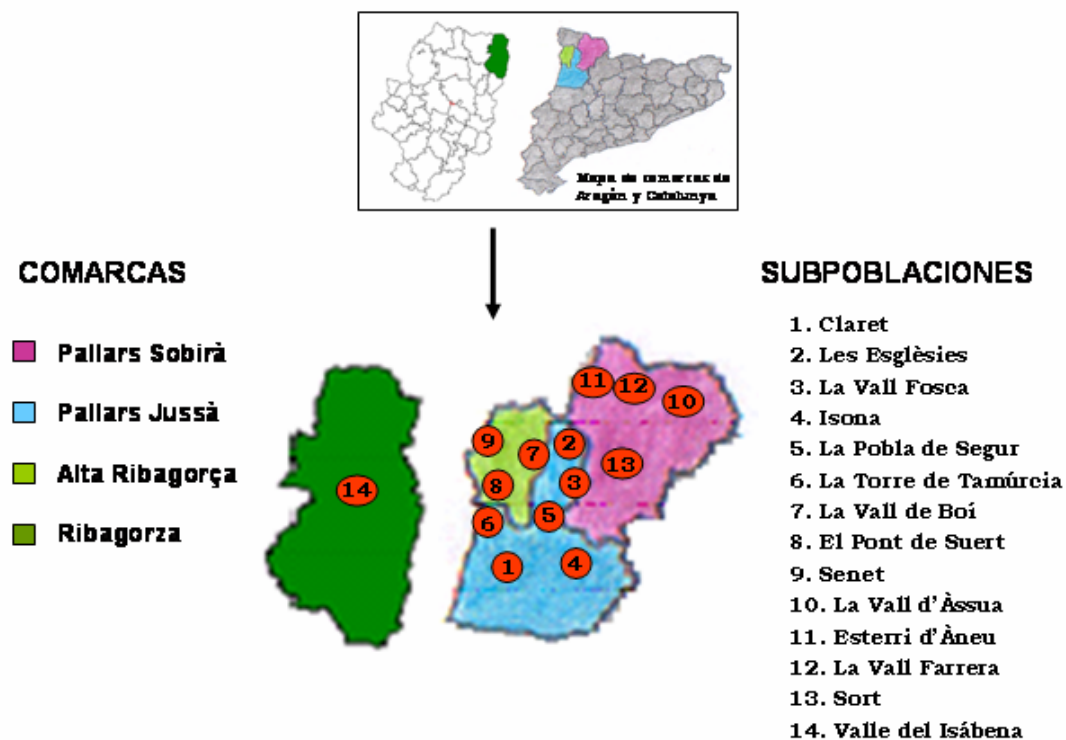 Mapa de comarcas de
Aragón y Catalunya
COMARCAS
Pallars Sobirà
Pallars Jussà
Alta Ribagorça
Ribagorza
SUBPOBLACIONES
1. Claret
2. Les Esglèsies
3. La Vall Fosca
4. Isona
5. La Pobla de Segur
6. La Torre de Tamúrcia
7. La Vall de Boí
8. El Pont de Suert
9. Senet
10. La Vall d'Àssua
11. Esterri d'Àneu
12. La Vall Farrera
13. Sort
14. Valle del Isábena
11
12
10
9
7
2
13
8
3
14
6
5
1
4